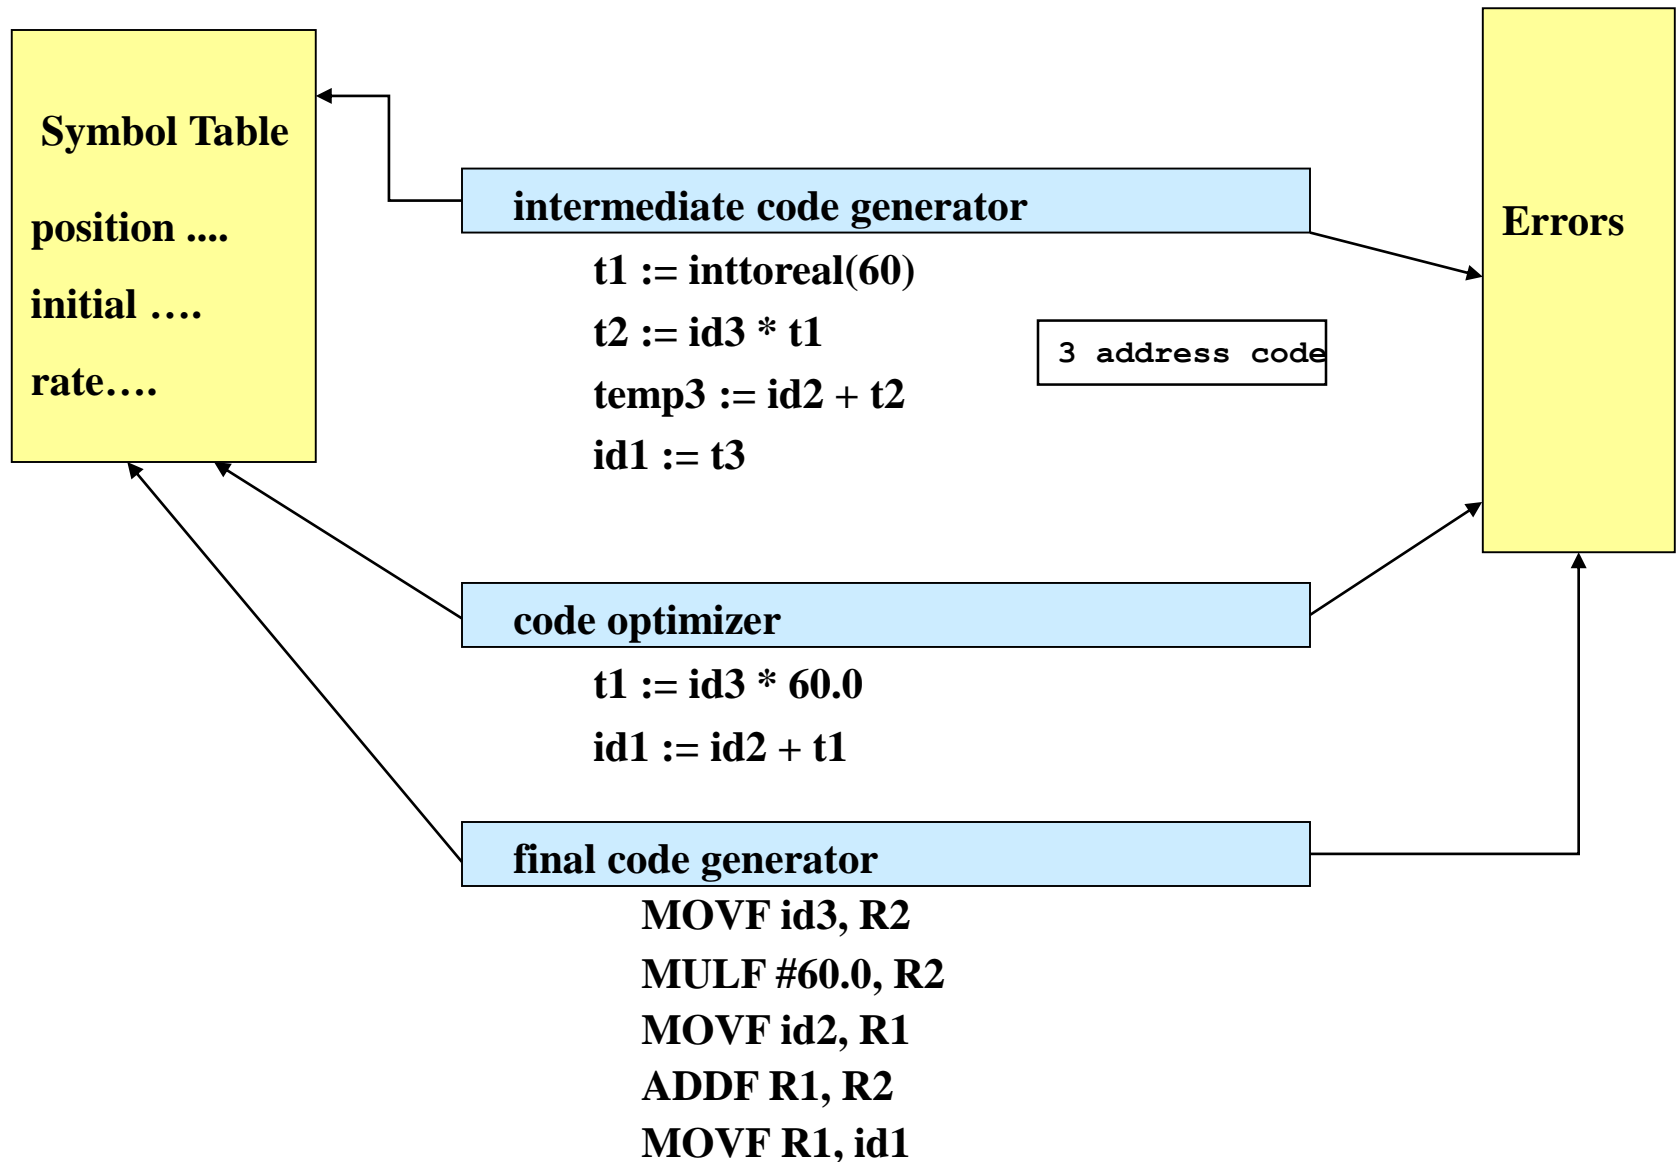 Symbol Table
position ....
initial ….
rate….
intermediate code generator
t1 := inttoreal(60)
t2 := id3 * t1
temp3 := id2 + t2
id1 := t3
3 address code
Errors
code optimizer
t1 := id3 * 60.0
id1 := id2 + t1
final code generator
MOVF id3, R2
MULF #60.0, R2
MOVF id2, R1
ADDF R1, R2
MOVF R1, id1